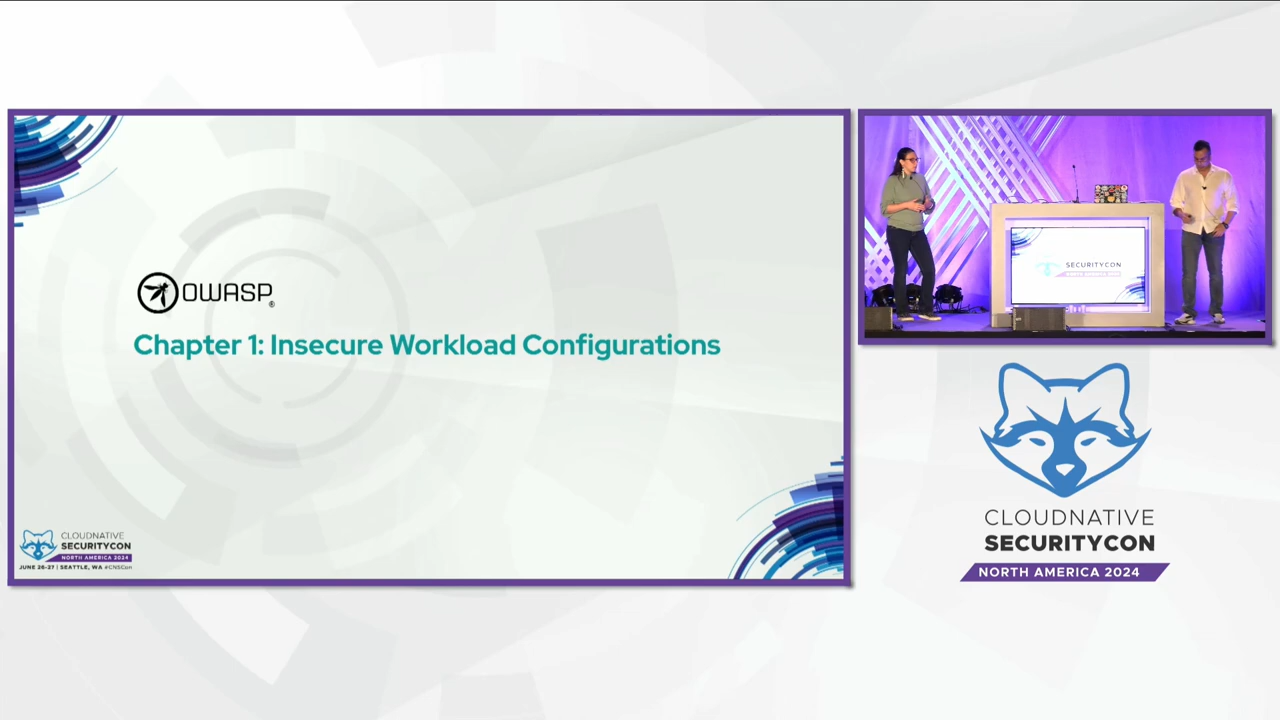 OWASP®
Chapter 1: Insecure Workload Configurations
CLOUDNATIVE
SECURITYCON
NORTH AMERICA 2024
JUNE 26-27 | SEATTLE, WA #CNSCon
SECURITYCON
CLOUDNATIVE
SECURITYCON
NORTH AMERICA 2024